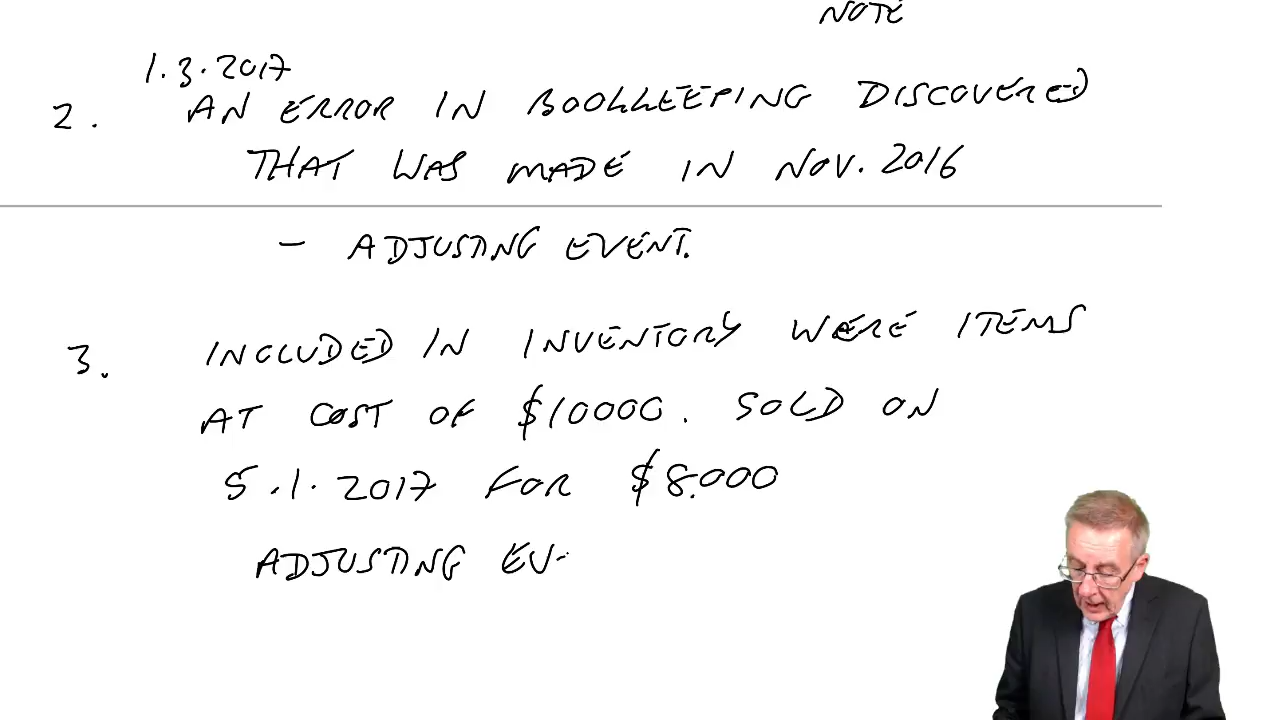 NOTE
1.3.2017
2. AN ERROR IN BOOKKEEPING DISCOVERED
THAT WAS MADE IN NOV. 2016
- ADJUSTING EVENT.
3. INCLUDED IN INVENTORY WERE ITEMS
AT COST OF $10000. SOLD ON
5.1.2017 FOR $8.000
ADJUSTING EV